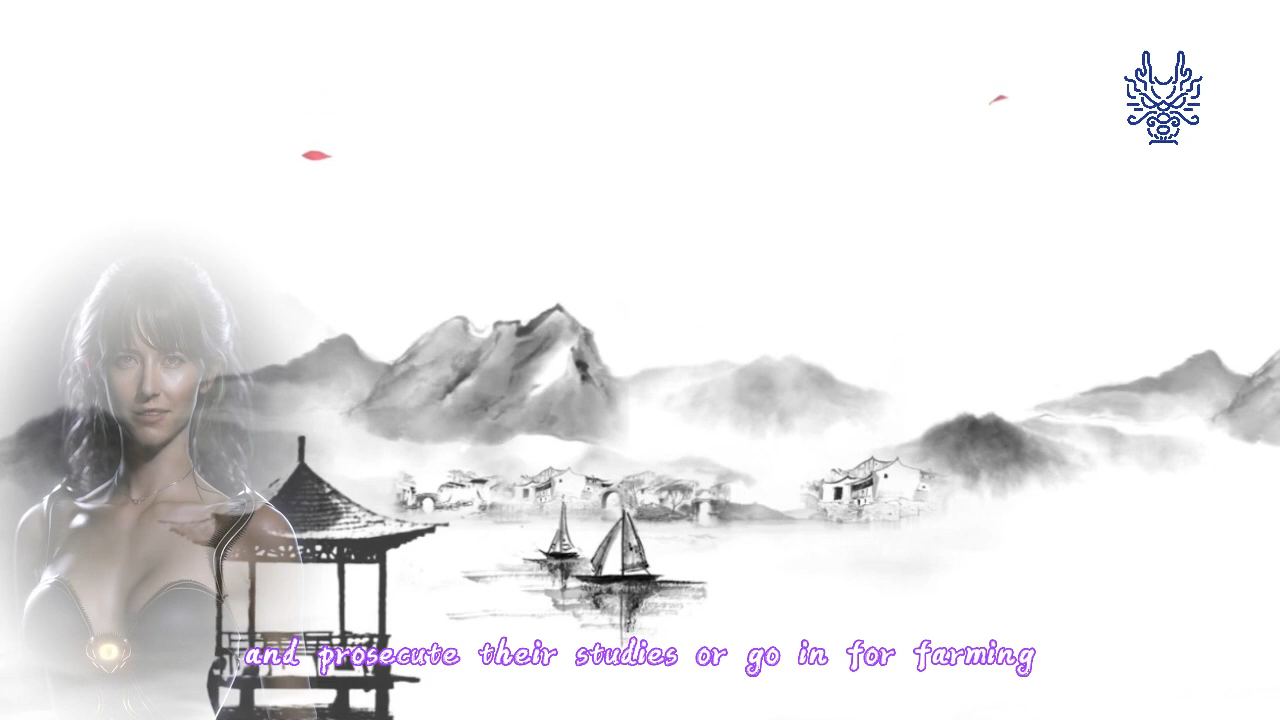 and prosecute their studies or go in for farming